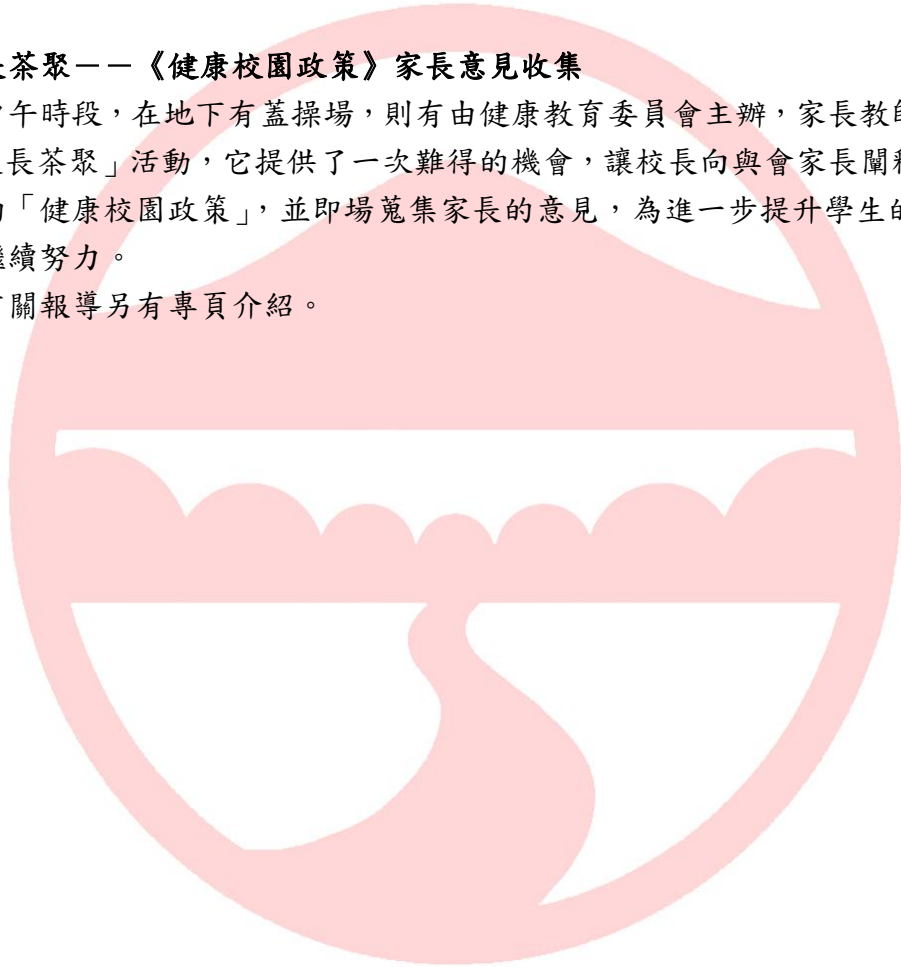 茶聚－－《健康校園政策》家長意見收集
午時段，在地下有蓋操場，則有由健康教育委員會主辦，家長教
長茶聚」活動，它提供了一次難得的機會，讓校長向與會家長闡
「健康校園政策」，並即場蒐集家長的意見，為進一步提升學生的
續努力。
關報導另有專頁介紹。